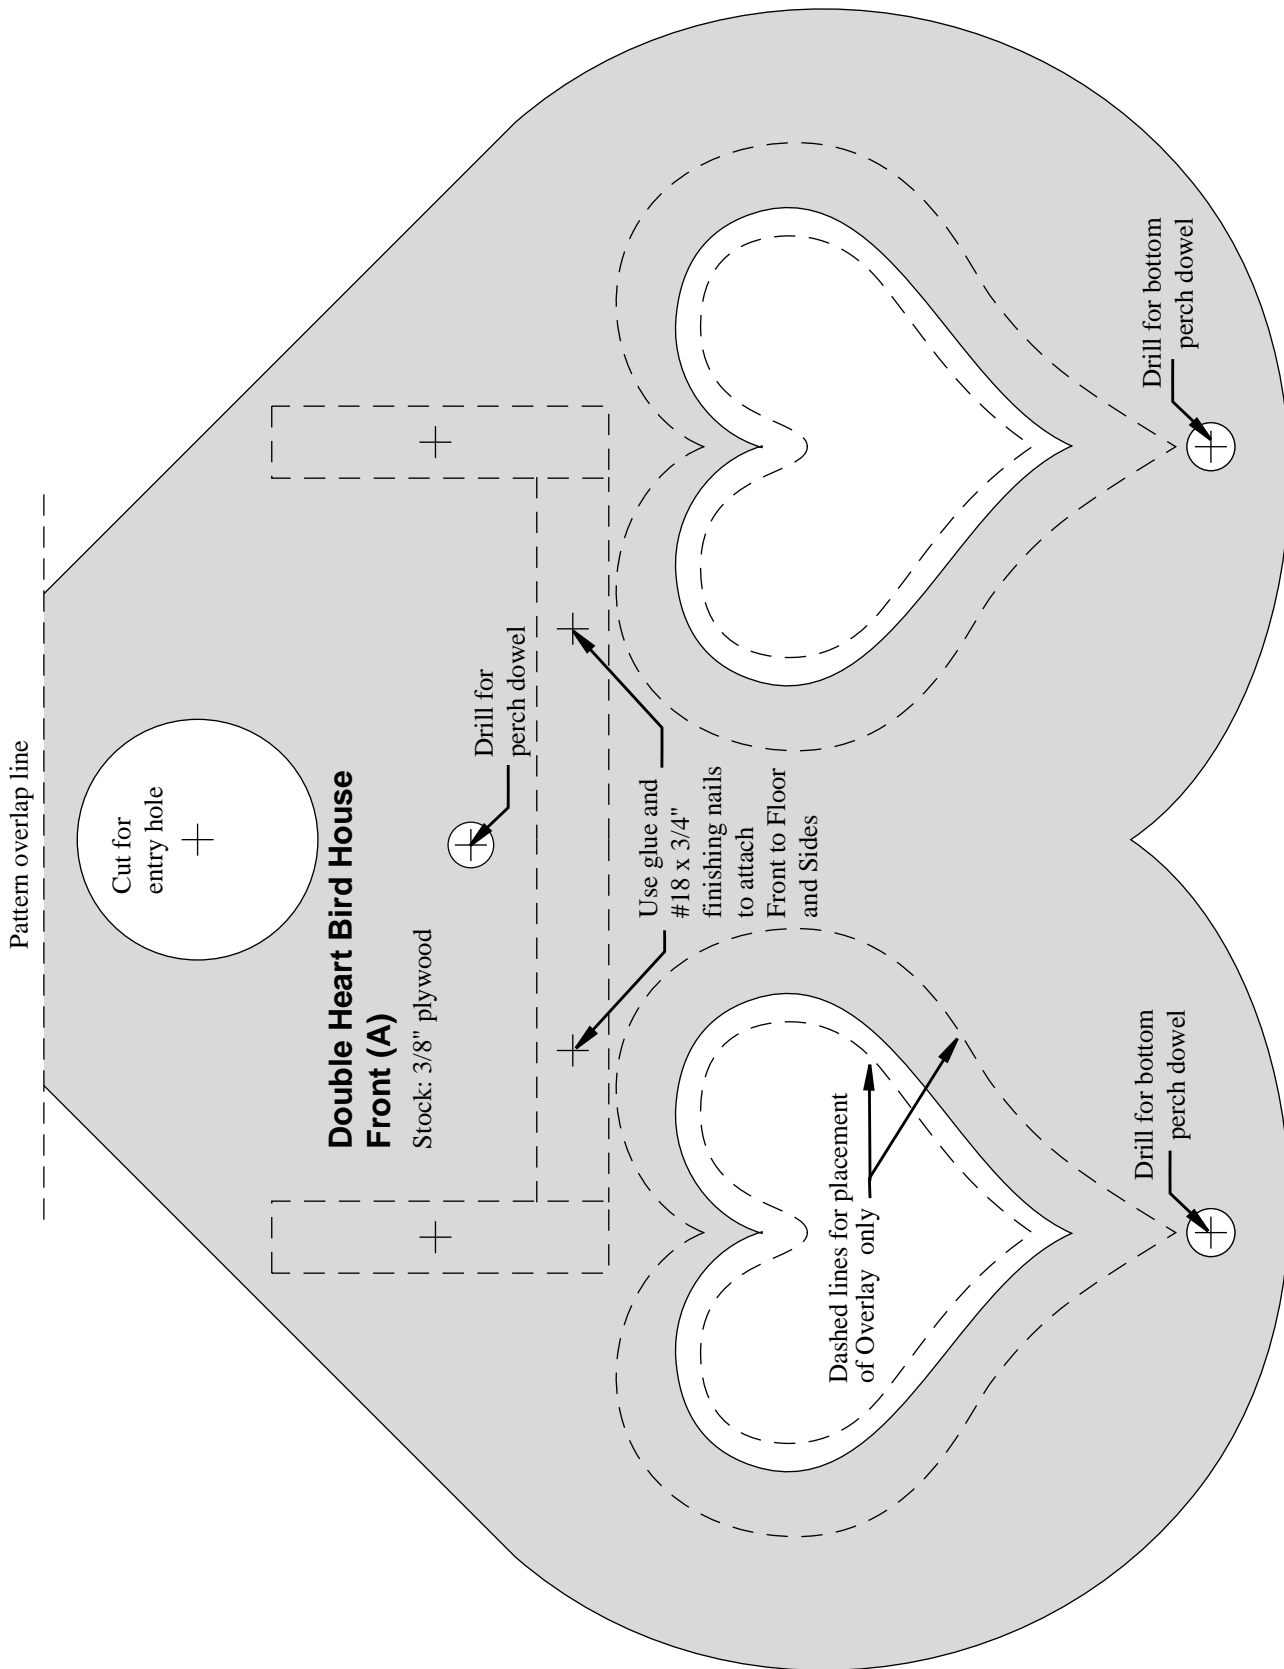 Pattern overlap line
Cut for
entry hole
Double Heart Bird House
Front (A)
Stock: 3/8" plywood
Drill for
perch dowel
Use glue and
#18 x 3/4"
finishing nails
to attach
Front to Floor
and Sides
Dashed lines for placement
of Overlay only
Drill for bottom
perch dowel
Drill for bottom
perch dowel